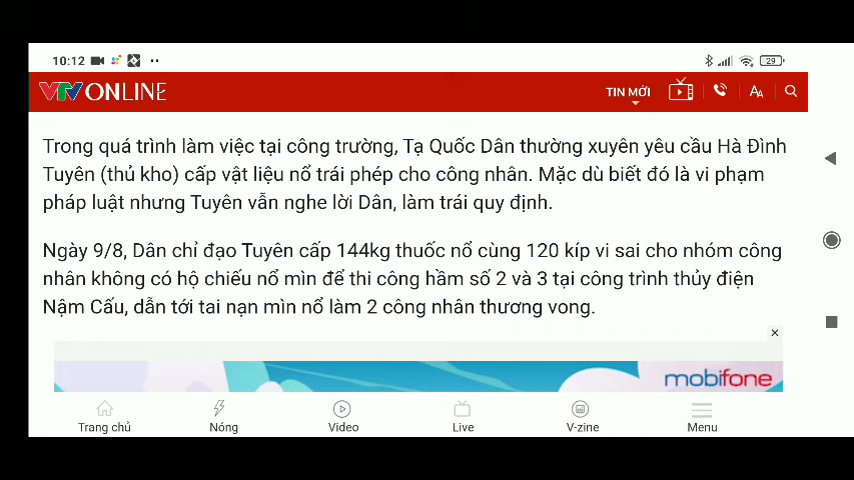 10:12
29
VTV ONLINE
TIN MỚI
AA
Trong quá trình làm việc tại công trường, Tạ Quốc Dân thường xuyên yêu cầu Hà Đình
Tuyên (thủ kho) cấp vật liệu nổ trái phép cho công nhân. Mặc dù biết đó là vi phạm
pháp luật nhưng Tuyên vẫn nghe lời Dân, làm trái quy định.
Ngày 9/8, Dân chỉ đạo Tuyên cấp 144kg thuốc nổ cùng 120 kíp vi sai cho nhóm công
nhân không có hộ chiếu nổ mìn để thi công hầm số 2 và 3 tại công trình thủy điện
Nậm Cấu, dẫn tới tai nạn mìn nổ làm 2 công nhân thương vong.
mobifone
Trang chủ
Nóng
Video
Live
V-zine
Menu